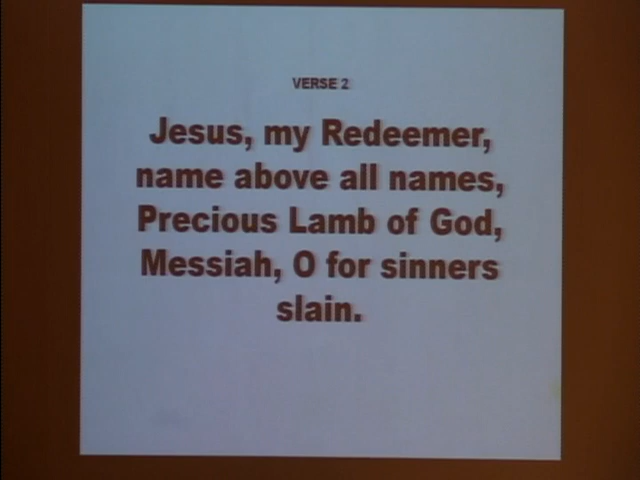 VERSE 2
Jesus, my Redeemer,
name above all names,
Precious Lamb of God,
Messiah, O for sinners
slain.